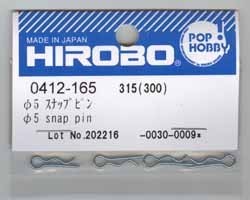 MADE IN JAPAN
HIROBO
POP HOBBY
0412-165 315(300)
φ5 スナップピン
φ5 snap pin
Lot No.202216 -0030-0009*